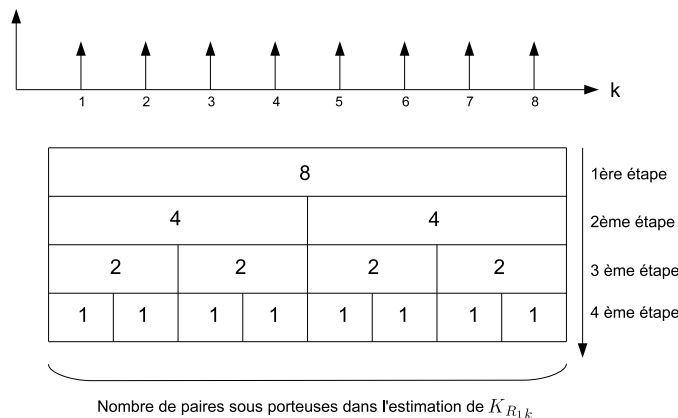 k
1 2 3 4 5 6 7 8
8 1ère étape
4 4 2ème étape
2 2 2 2 3 ème étape
1 1 1 1 1 1 1 1 4 ème étape
Nombre de paires sous porteuses dans l'estimation de K_{R_{1k}}